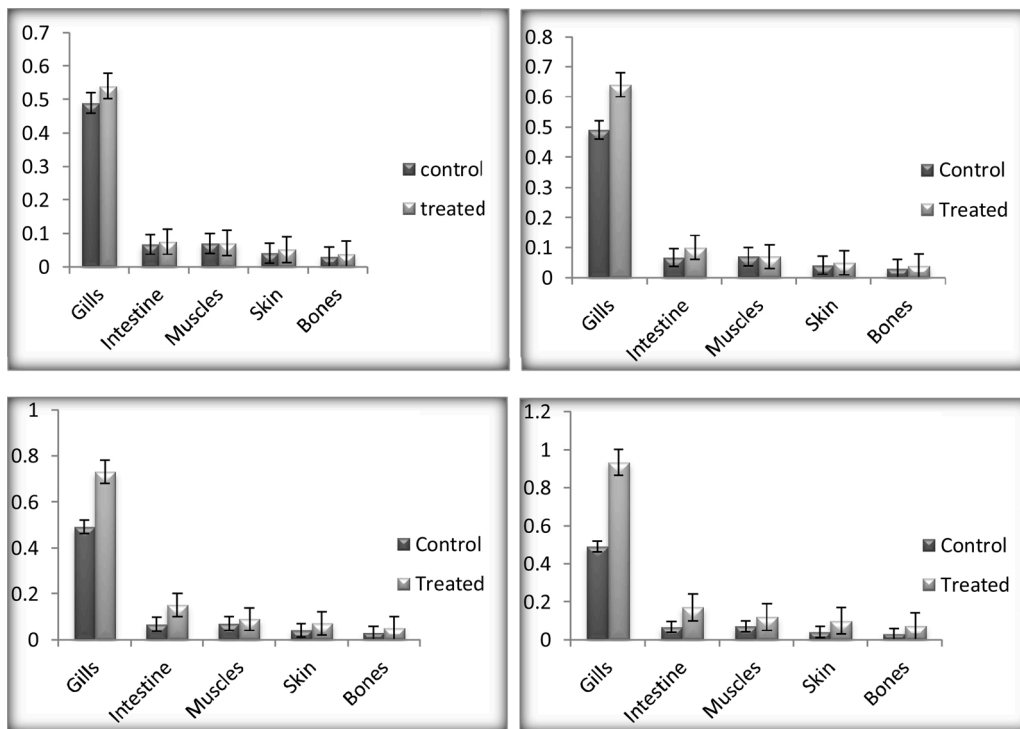 0.7
0.6
0.5
0.4
0.3
0.2
0.1
0
Gills
Intestine
Muscles
Skin
Bones
control
treated
0.8
0.7
0.6
0.5
0.4
0.3
0.2
0.1
0
Gills
Intestine
Muscles
Skin
Bones
Control
Treated
1
0.8
0.6
0.4
0.2
0
Gills
Intestine
Muscles
Skin
Bones
Control
Treated
1.2
1
0.8
0.6
0.4
0.2
0
Gills
Intestine
Muscles
Skin
Bones
Control
Treated